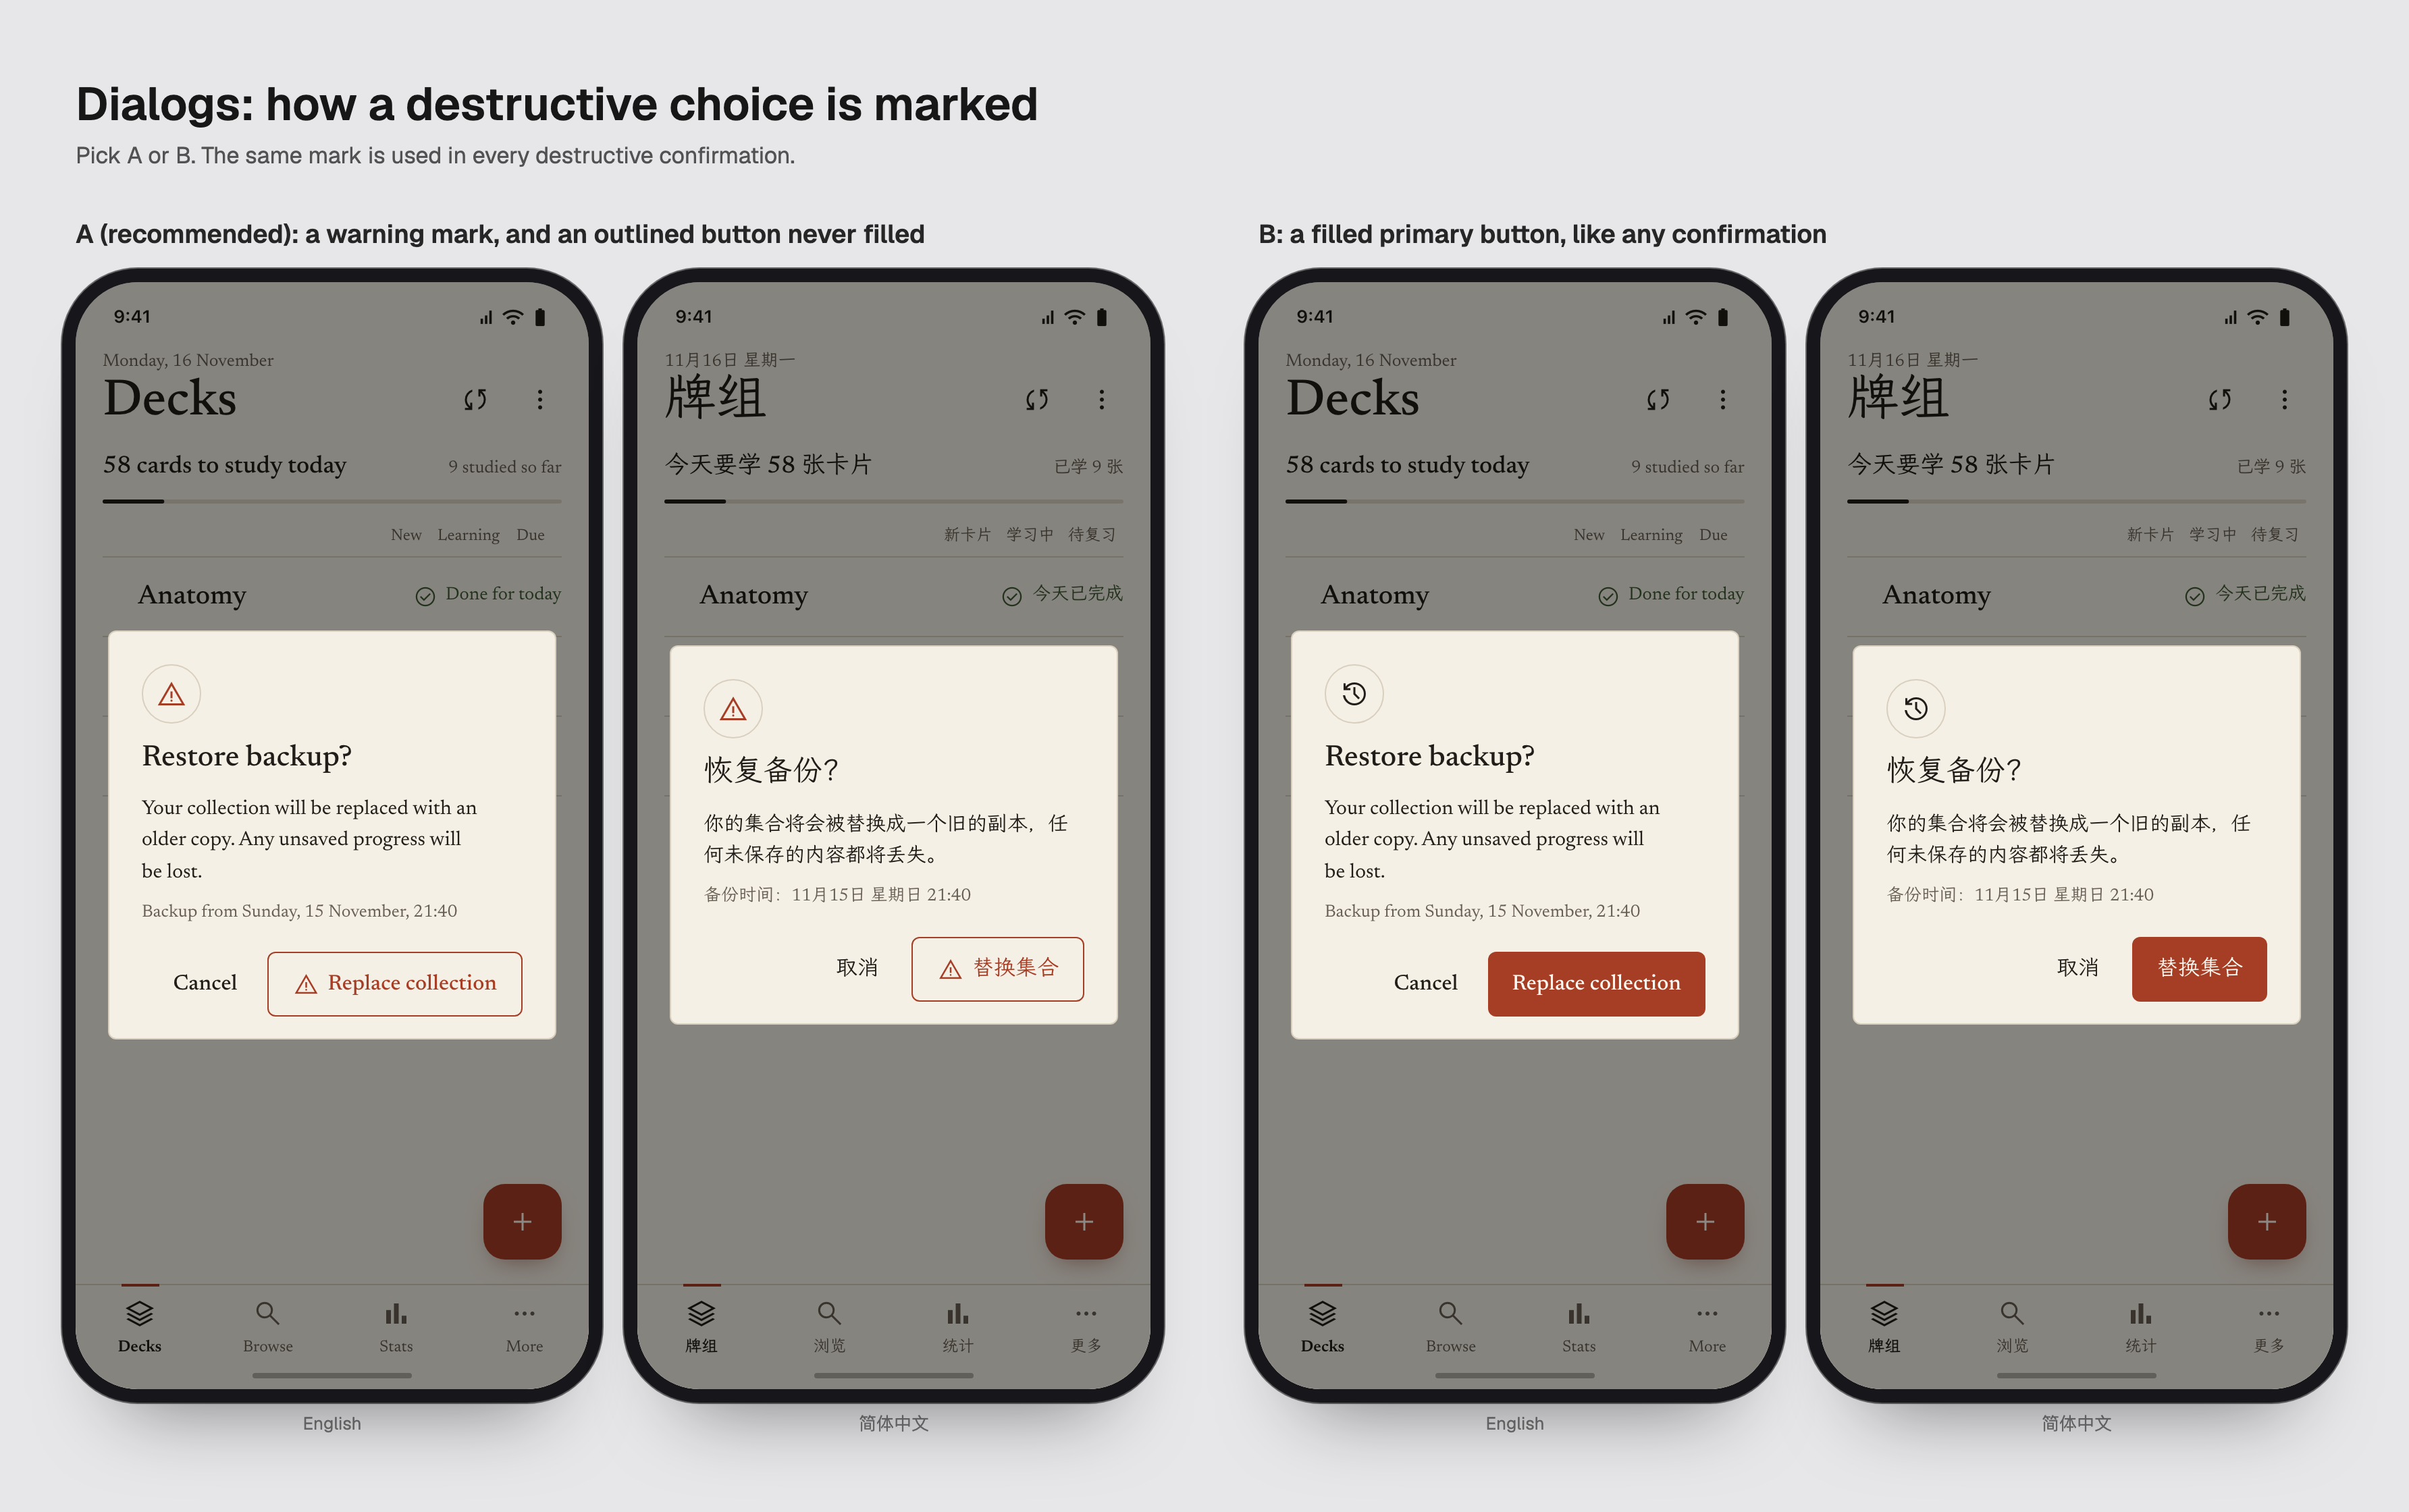 Dialogs: how a destructive choice is marked
Pick A or B. The same mark is used in every destructive confirmation.
A (recommended): a warning mark, and an outlined button never filled
9:41
Monday, 16 November
Decks
58 cards to study today
9 studied so far
New Learning Due
Anatomy
Done for today
Restore backup?
Your collection will be replaced with an
older copy. Any unsaved progress will
be lost.
Backup from Sunday, 15 November, 21:40
Cancel
Replace collection
Decks
Browse
Stats
More
English
9:41
11月16日 星期一
牌组
今天要学 58 张卡片
已学 9 张
新卡片 学习中 待复习
Anatomy
今天已完成
恢复备份？
你的集合将会被替换成一个旧的副本，任
何未保存的内容都将丢失。
备份时间：11月15日 星期日 21:40
取消
替换集合
牌组
浏览
统计
更多
简体中文
B: a filled primary button, like any confirmation
9:41
Monday, 16 November
Decks
58 cards to study today
9 studied so far
New Learning Due
Anatomy
Done for today
Restore backup?
Your collection will be replaced with an
older copy. Any unsaved progress will
be lost.
Backup from Sunday, 15 November, 21:40
Cancel
Replace collection
Decks
Browse
Stats
More
English
9:41
11月16日 星期一
牌组
今天要学 58 张卡片
已学 9 张
新卡片 学习中 待复习
Anatomy
今天已完成
恢复备份？
你的集合将会被替换成一个旧的副本，任
何未保存的内容都将丢失。
备份时间：11月15日 星期日 21:40
取消
替换集合
牌组
浏览
统计
更多
简体中文